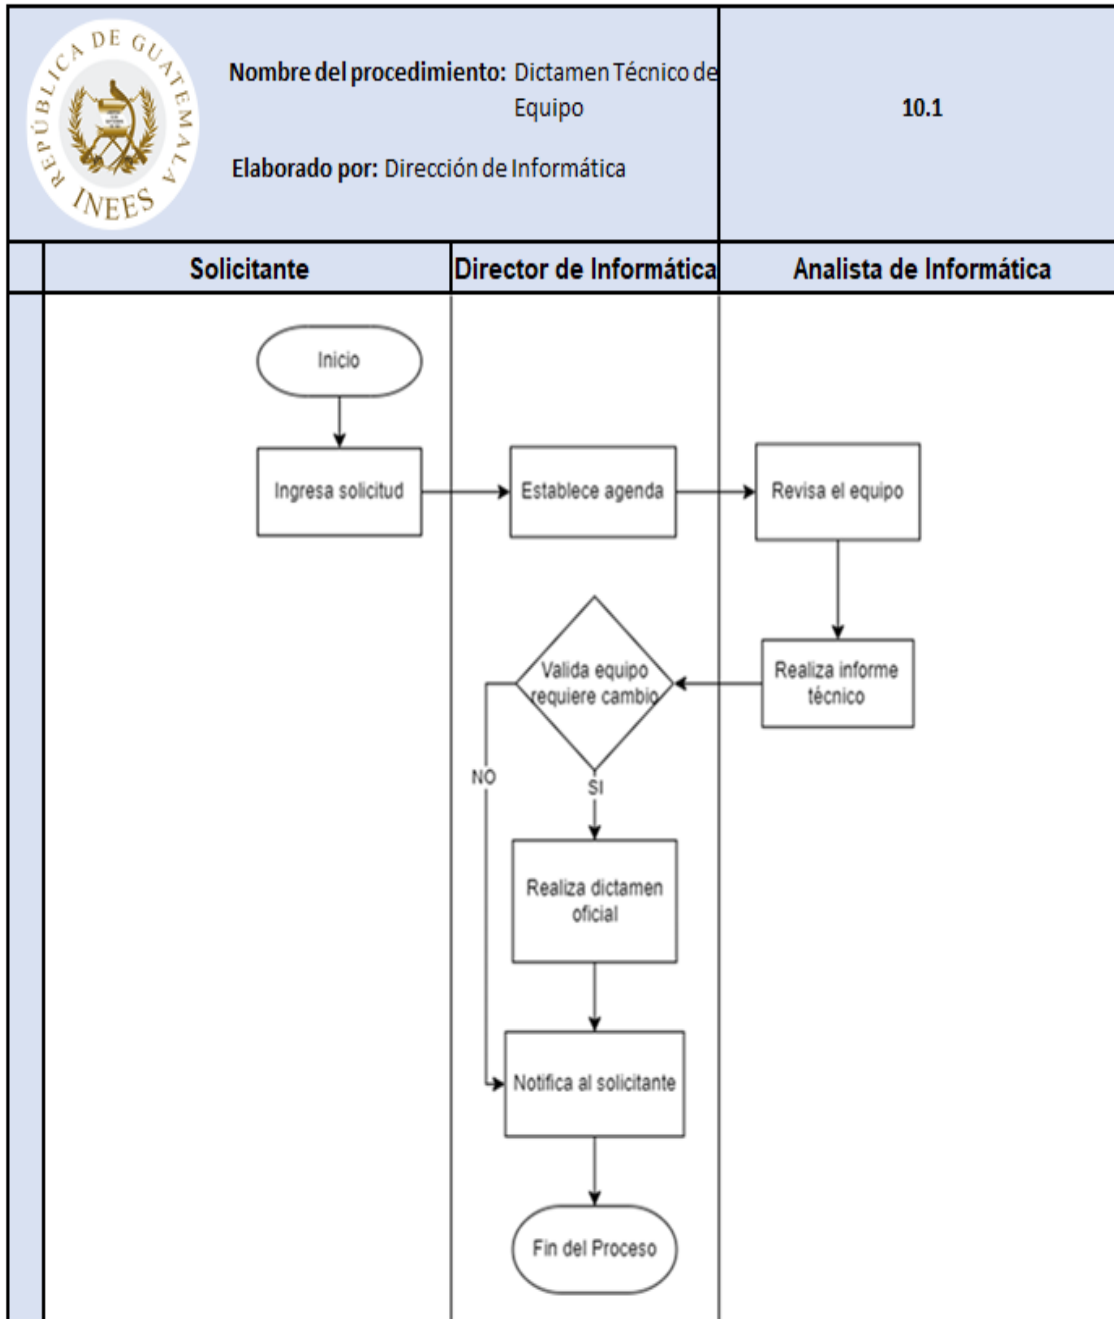 REPÚBLICA DE GUATEMALA
INEES
Nombre del procedimiento: Dictamen Técnico de
Equipo
10.1
Elaborado por: Dirección de Informática
Solicitante
Director de Informática
Analista de Informática
Inicio
Ingresa solicitud
Establece agenda
Revisa el equipo
Valida equipo
requiere cambio
Realiza informe
técnico
NO
SI
Realiza dictamen
oficial
Notifica al solicitante
Fin del Proceso